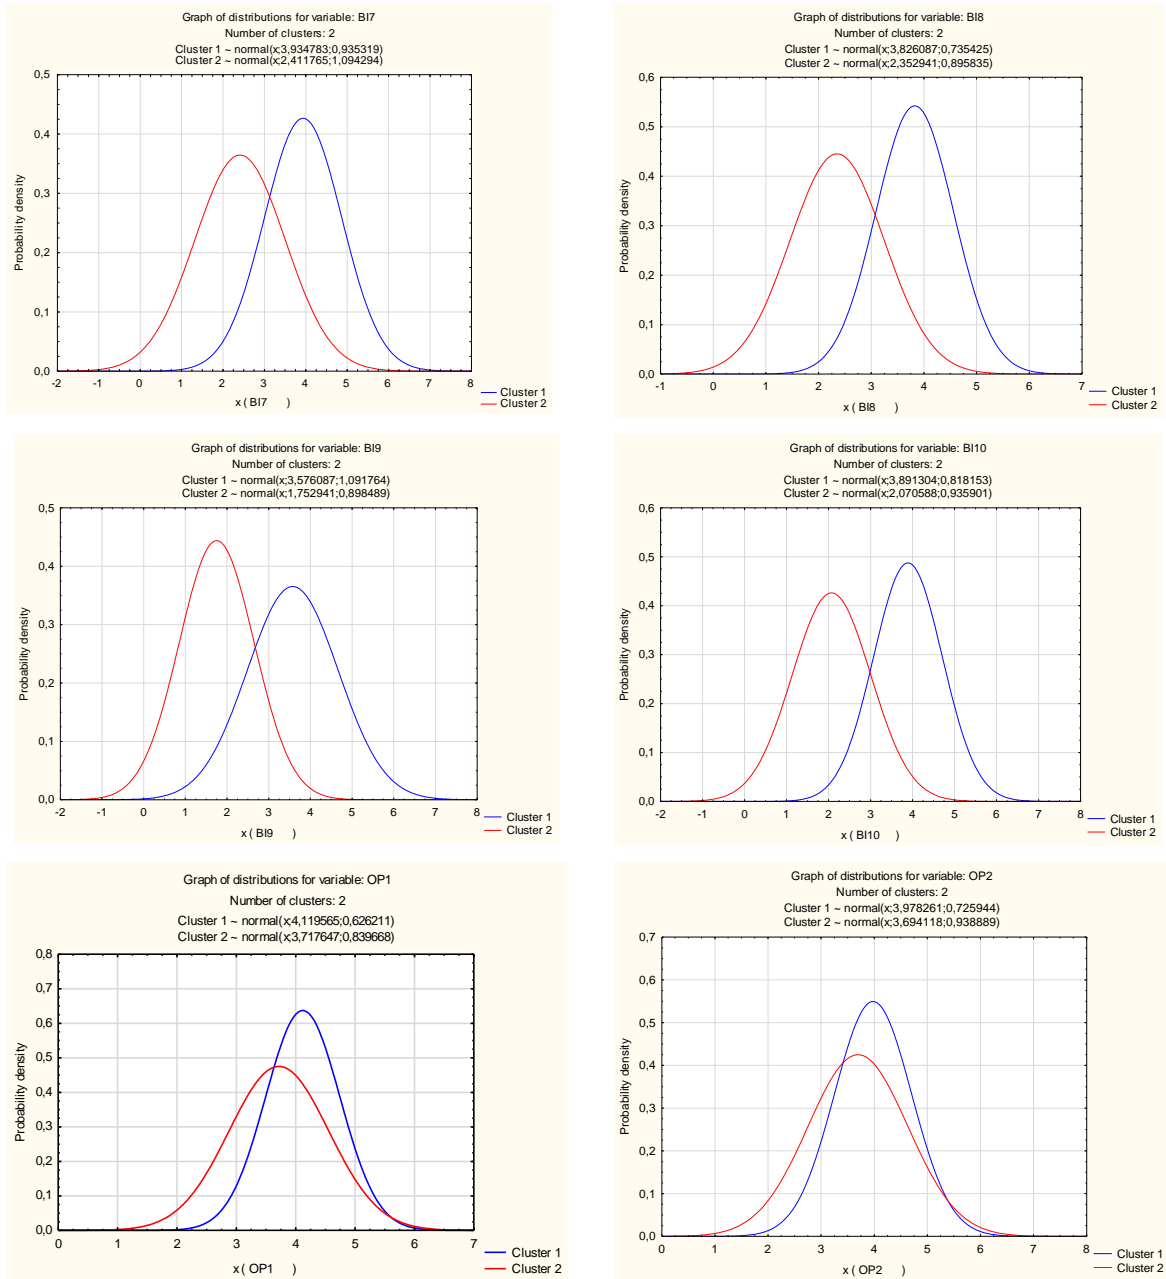 Graph of distributions for variable: BI7
Number of clusters: 2
Cluster 1 ~ normal(x;3,934783;0,935319)
Cluster 2 ~ normal(x;2,411765;1,094294)
0,5
0,4
0,3
0,2
0,1
0,0
Probability density
-2 -1 0 1 2 3 4 5 6 7 8
x ( BI7 )
Cluster 1
Cluster 2
Graph of distributions for variable: BI8
Number of clusters: 2
Cluster 1 ~ normal(x;3,826087;0,735425)
Cluster 2 ~ normal(x;2,352941;0,895835)
0,6
0,5
0,4
0,3
0,2
0,1
0,0
Probability density
-1 0 1 2 3 4 5 6 7
x ( BI8 )
Cluster 1
Cluster 2
Graph of distributions for variable: BI9
Number of clusters: 2
Cluster 1 ~ normal(x;3,576087;1,091764)
Cluster 2 ~ normal(x;1,752941;0,898489)
0,5
0,4
0,3
0,2
0,1
0,0
Probability density
-2 -1 0 1 2 3 4 5 6 7 8
x ( BI9 )
Cluster 1
Cluster 2
Graph of distributions for variable: BI10
Number of clusters: 2
Cluster 1 ~ normal(x;3,891304;0,818153)
Cluster 2 ~ normal(x;2,070588;0,935901)
0,6
0,5
0,4
0,3
0,2
0,1
0,0
Probability density
-2 -1 0 1 2 3 4 5 6 7 8
x ( BI10 )
Cluster 1
Cluster 2
Graph of distributions for variable: OP1
Number of clusters: 2
Cluster 1 ~ normal(x;4,119565;0,626211)
Cluster 2 ~ normal(x;3,717647;0,839668)
0,8
0,7
0,6
0,5
0,4
0,3
0,2
0,1
0,0
Probability density
0 1 2 3 4 5 6 7
x ( OP1 )
Cluster 1
Cluster 2
Graph of distributions for variable: OP2
Number of clusters: 2
Cluster 1 ~ normal(x;3,978261;0,725944)
Cluster 2 ~ normal(x;3,694118;0,938889)
0,7
0,6
0,5
0,4
0,3
0,2
0,1
0,0
Probability density
0 1 2 3 4 5 6 7 8
x ( OP2 )
Cluster 1
Cluster 2